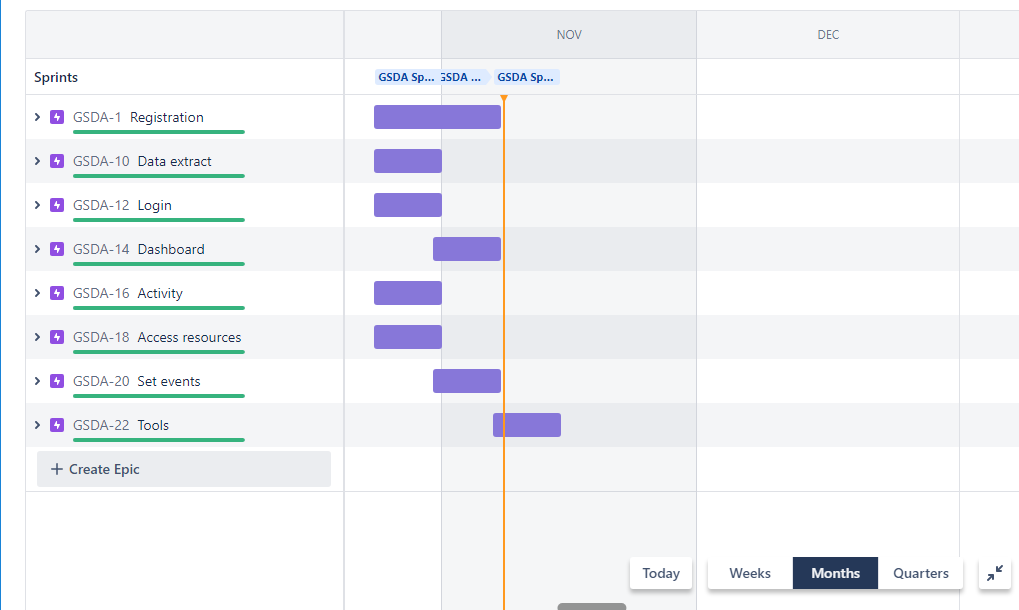 NOV DEC
Sprints GSDA Sp... GSDA ... GSDA Sp...
GSDA-1 Registration
GSDA-10 Data extract
GSDA-12 Login
GSDA-14 Dashboard
GSDA-16 Activity
GSDA-18 Access resources
GSDA-20 Set events
GSDA-22 Tools
+ Create Epic
Today Weeks Months Quarters